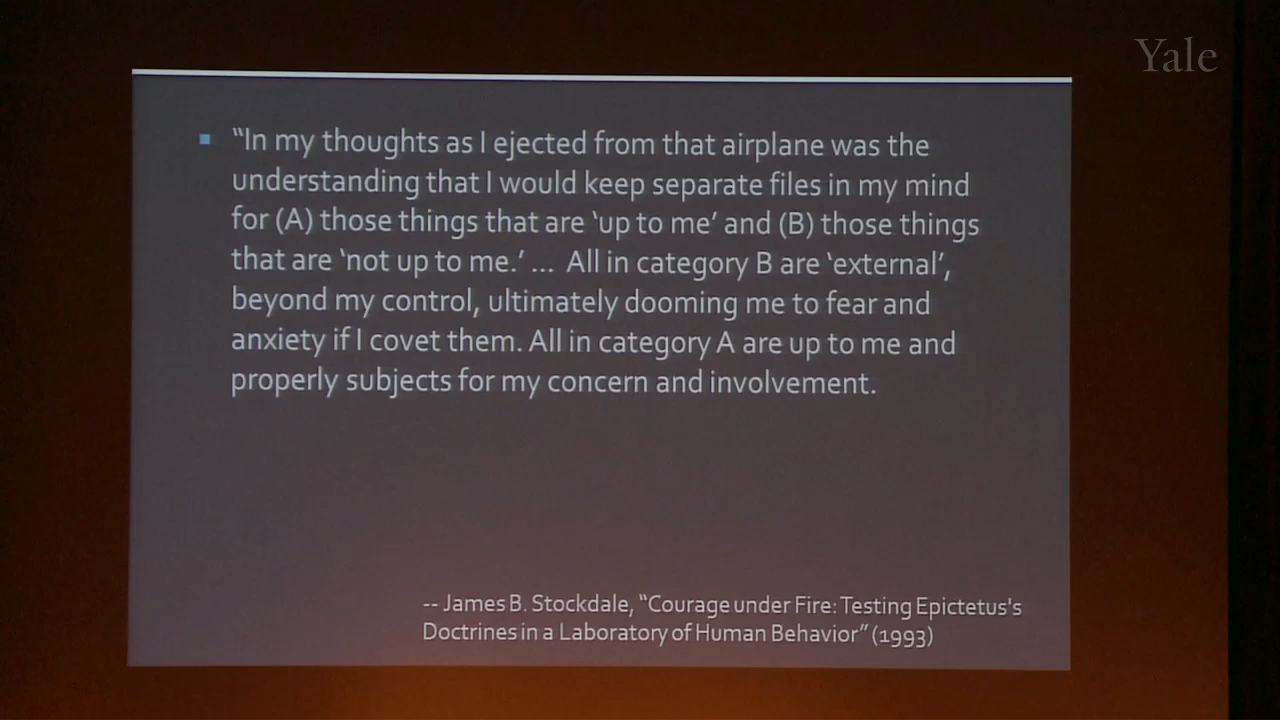 Yale
“In my thoughts as I ejected from that airplane was the
understanding that I would keep separate files in my mind
for (A) those things that are ‘up to me’ and (B) those things
that are ‘not up to me.’ ... All in category B are ‘external’,
beyond my control, ultimately dooming me to fear and
anxiety if I covet them. All in category A are up to me and
properly subjects for my concern and involvement.
-- James B. Stockdale, “Courage under Fire: Testing Epictetus's
Doctrines in a Laboratory of Human Behavior” (1993)